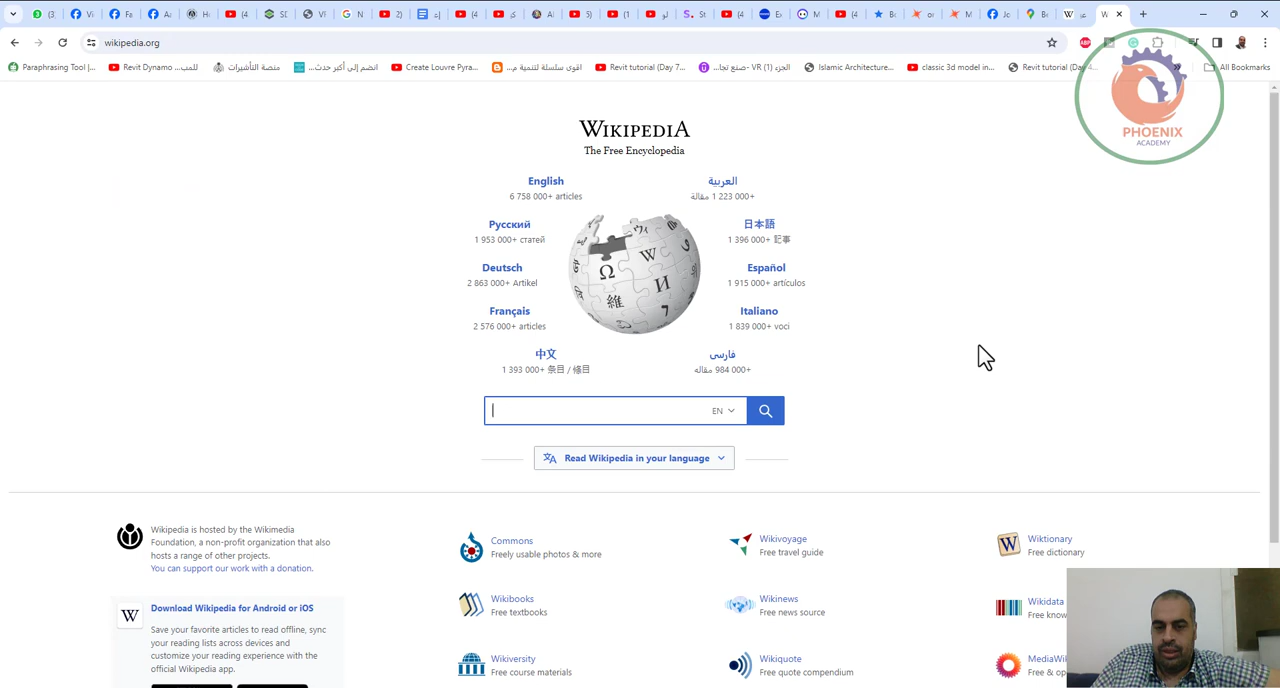 wikipedia.org
Paraphrasing Tool |...
Revit Dynamo ...للمب
منصة التأشيرات
انضم إلى أكبر حدث...
Create Louvre Pyra...
اقوى سلسلة لتنمية م...
Revit tutorial (Day 7...
الجزء (1) VR -صنع تجا...
Islamic Architecture...
classic 3d model in...
Revit tutorial (Day 4...
All Bookmarks
PHOENIX
ACADEMY
WIKIPEDIA
The Free Encyclopedia
English
6 758 000+ articles
العربية
1 223 000+ مقالة
Русский
1 953 000+ статей
日本語
1 396 000+ 記事
Deutsch
2 863 000+ Artikel
Español
1 915 000+ artículos
Français
2 576 000+ articles
Italiano
1 839 000+ voci
中文
1 393 000+ 条目 / 條目
فارسی
984 000+ مقاله
EN
Read Wikipedia in your language
Wikipedia is hosted by the Wikimedia
Foundation, a non-profit organization that also
hosts a range of other projects.
You can support our work with a donation.
Download Wikipedia for Android or iOS
Save your favorite articles to read offline, sync
your reading lists across devices and
customize your reading experience with the
official Wikipedia app.
Commons
Freely usable photos & more
Wikivoyage
Free travel guide
Wiktionary
Free dictionary
Wikibooks
Free textbooks
Wikinews
Free news source
Wikidata
Free know
Wikiversity
Free course materials
Wikiquote
Free quote compendium
MediaWi
Free & op